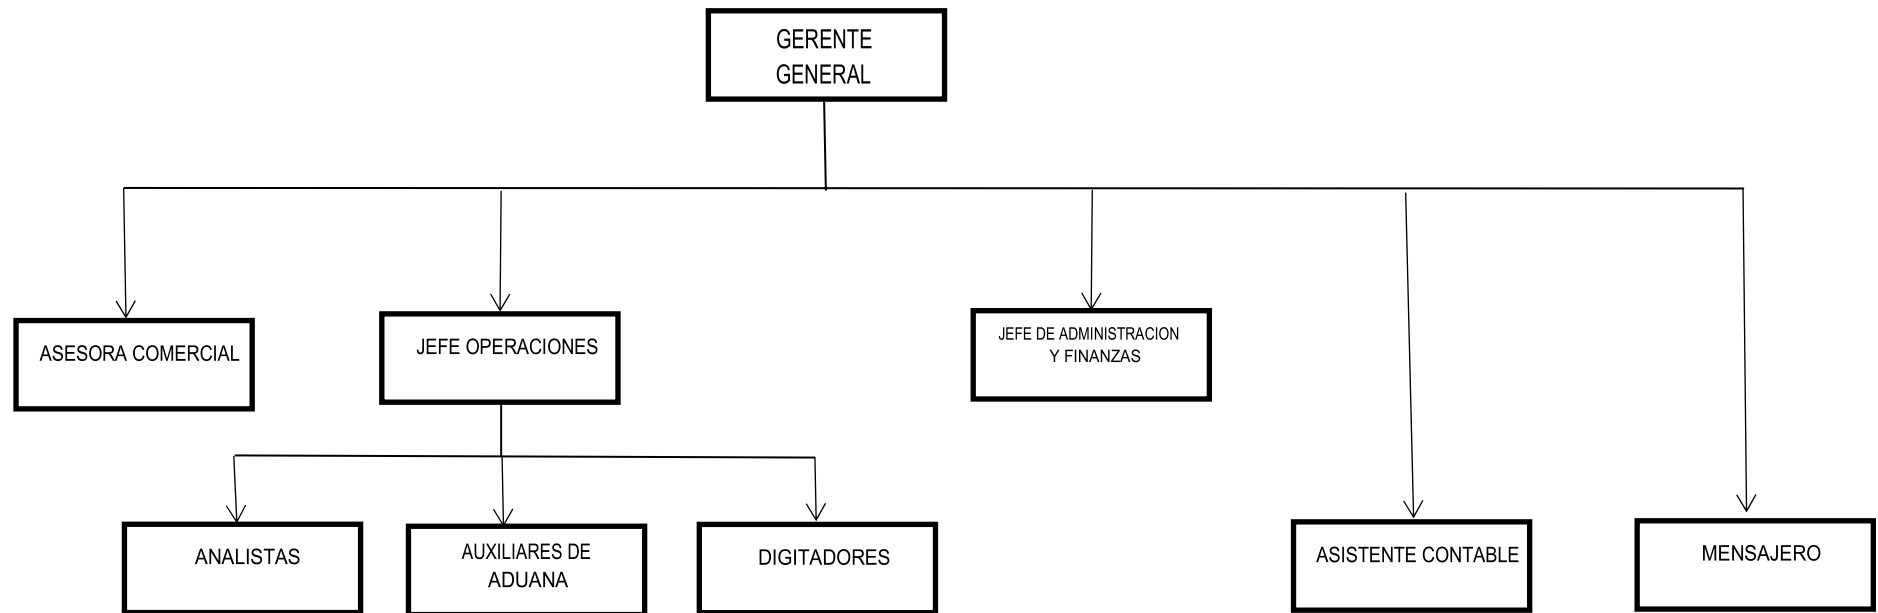 GERENTE
GENERAL
ASESORA COMERCIAL
JEFE OPERACIONES
JEFE DE ADMINISTRACION
Y FINANZAS
ANALISTAS
AUXILIARES DE
ADUANA
DIGITADORES
ASISTENTE CONTABLE
MENSAJERO